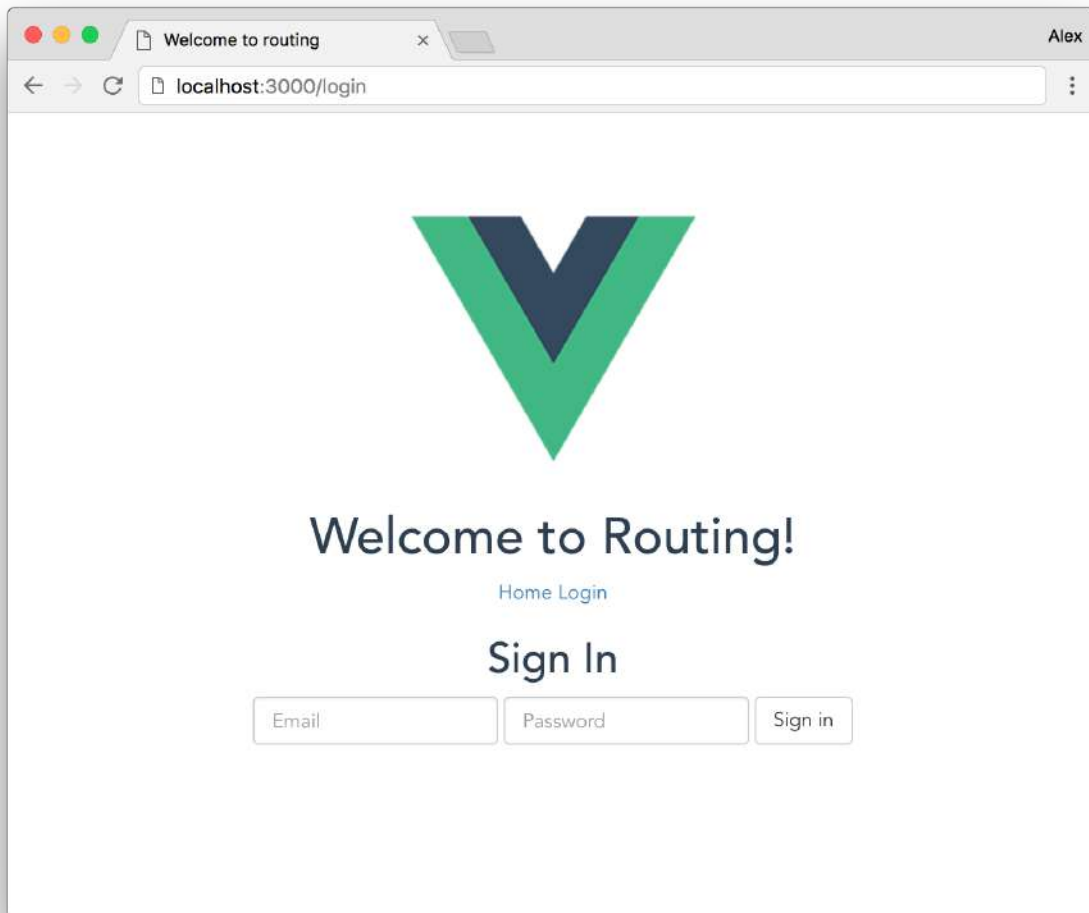 Welcome to routing
Alex
localhost:3000/login
Welcome to Routing!
Home Login
Sign In
Email Password Sign in